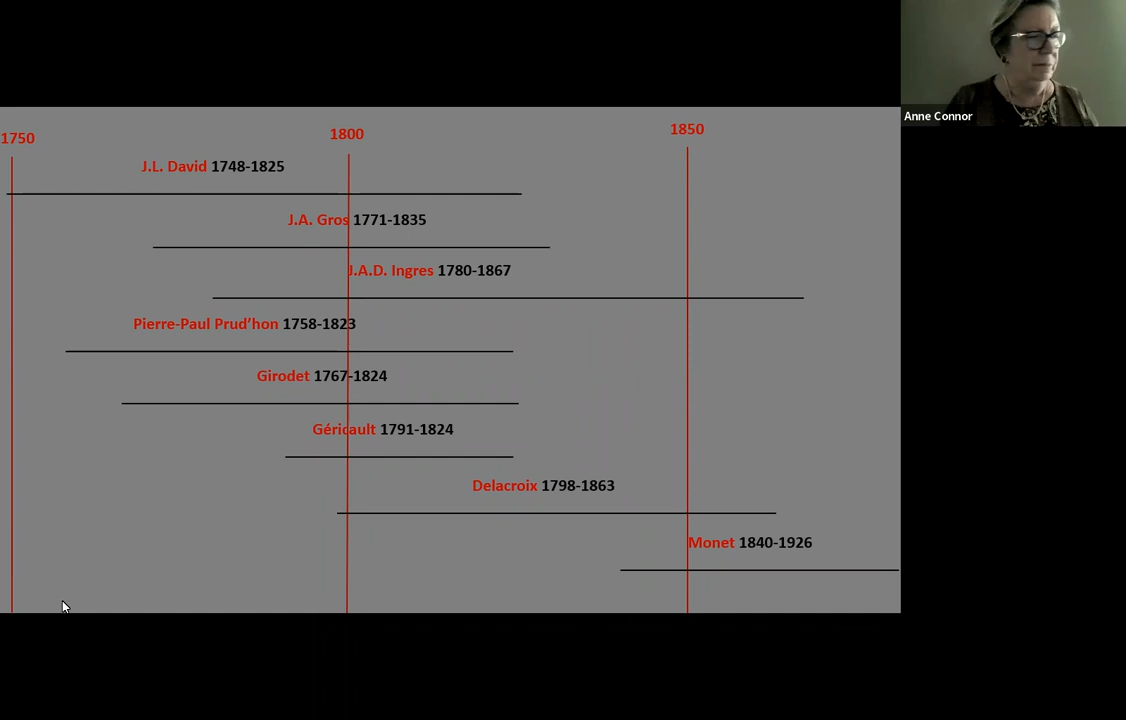 Anne Connor
1750
1800
1850
J.L. David 1748-1825
J.A. Gros 1771-1835
J.A.D. Ingres 1780-1867
Pierre-Paul Prud’hon 1758-1823
Girodet 1767-1824
Géricault 1791-1824
Delacroix 1798-1863
Monet 1840-1926